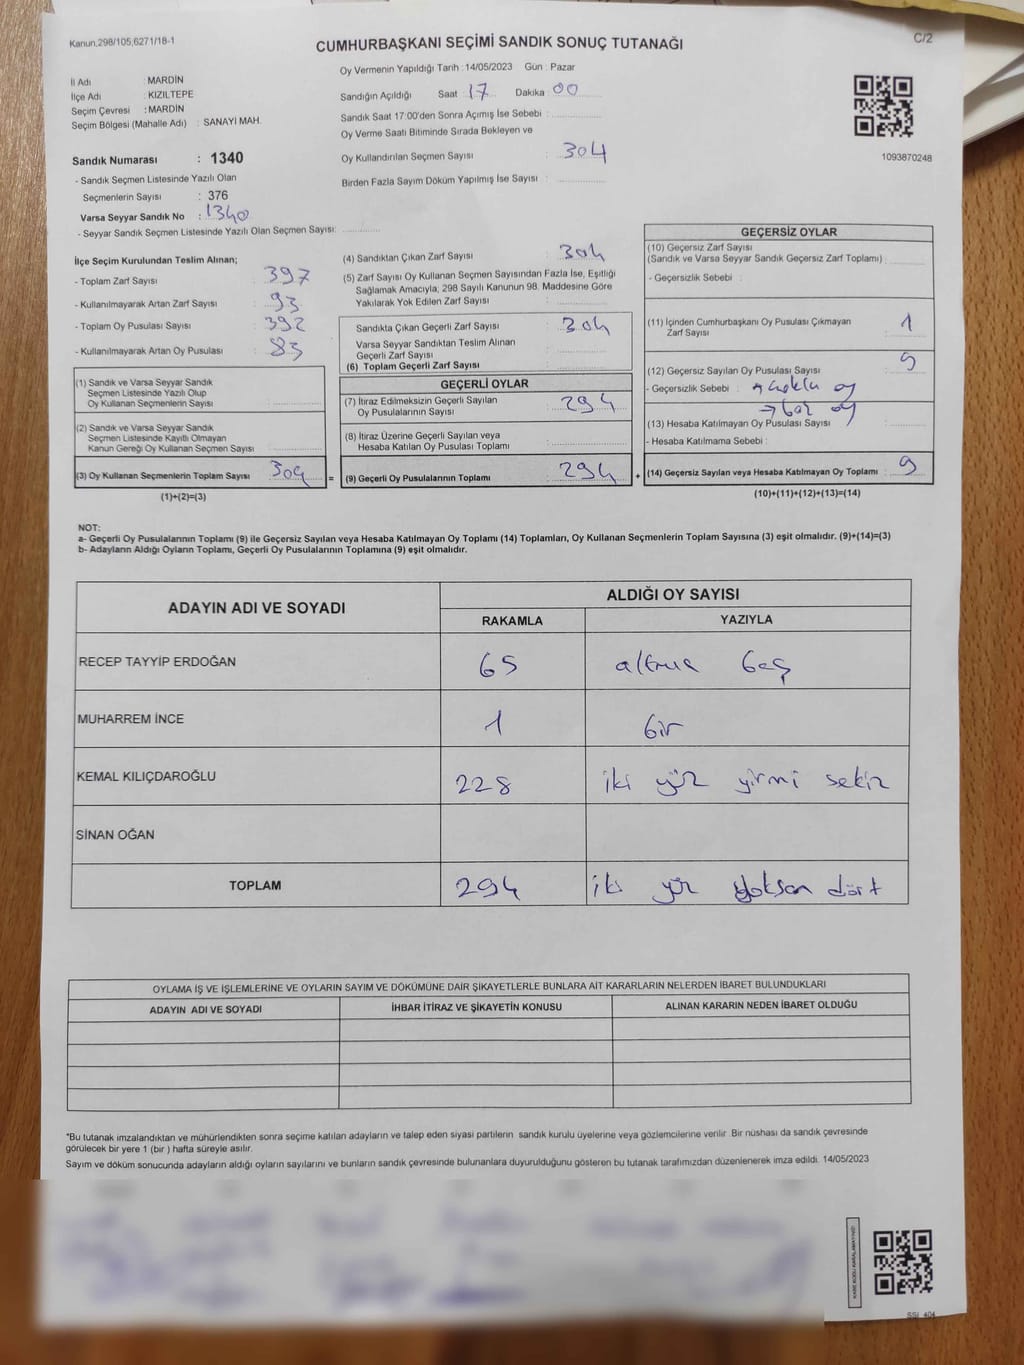 Kanun.298/105,6271/18-1
C/2
CUMHURBAŞKANI SEÇİMİ SANDIK SONUÇ TUTANAĞI
Oy Vermenin Yapıldığı Tarih : 14/05/2023 Gün : Pazar
İl Adı : MARDİN
İlçe Adı : KIZILTEPE
Seçim Çevresi : MARDİN
Seçim Bölgesi (Mahalle Adı) : SANAYİ MAH.
Sandığın Açıldığı Saat 17 Dakika 00
Sandık Saat 17:00'den Sonra Açımış İse Sebebi :
Oy Verme Saati Bitiminde Sırada Bekleyen ve
Oy Kullandırılan Seçmen Sayısı : 304
Birden Fazla Sayım Döküm Yapılmış İse Sayısı :
1093870248
Sandık Numarası : 1340
- Sandık Seçmen Listesinde Yazılı Olan
Seçmenlerin Sayısı : 376
Varsa Seyyar Sandık No : 1340
- Seyyar Sandık Seçmen Listesinde Yazılı Olan Seçmen Sayısı:
İlçe Seçim Kurulundan Teslim Alınan;
- Toplam Zarf Sayısı : 397
- Kullanılmayarak Artan Zarf Sayısı : 93
- Toplam Oy Pusulası Sayısı : 392
- Kullanılmayarak Artan Oy Pusulası : 83
(1) Sandık ve Varsa Seyyar Sandık
Seçmen Listesinde Yazılı Olup
Oy Kullanan Seçmenlerin Sayısı :
(2) Sandık ve Varsa Seyyar Sandık
Seçmen Listesinde Kayıtlı Olmayan
Kanun Gereği Oy Kullanan Seçmen Sayısı :
(3) Oy Kullanan Seçmenlerin Toplam Sayısı : 304 =
(1)+(2)=(3)
(4) Sandıktan Çıkan Zarf Sayısı : 304
(5) Zarf Sayısı Oy Kullanan Seçmen Sayısından Fazla İse, Eşitliği
Sağlamak Amacıyla; 298 Sayılı Kanunun 98. Maddesine Göre
Yakılarak Yok Edilen Zarf Sayısı :
Sandıkta Çıkan Geçerli Zarf Sayısı : 304
Varsa Seyyar Sandıktan Teslim Alınan
Geçerli Zarf Sayısı :
(6) Toplam Geçerli Zarf Sayısı :
GEÇERLİ OYLAR
(7) İtiraz Edilmeksizin Geçerli Sayılan
Oy Pusulalarının Sayısı : 294
(8) İtiraz Üzerine Geçerli Sayılan veya
Hesaba Katılan Oy Pusulası Toplamı :
(9) Geçerli Oy Pusulalarının Toplamı : 294 +
GEÇERSİZ OYLAR
(10) Geçersiz Zarf Sayısı
(Sandık ve Varsa Seyyar Sandık Geçersiz Zarf Toplamı) :
- Geçersizlik Sebebi :
(11) İçinden Cumhurbaşkanı Oy Pusulası Çıkmayan
Zarf Sayısı : 1
(12) Geçersiz Sayılan Oy Pusulası Sayısı : 9
- Geçersizlik Sebebi : oy
→ boş oy
(13) Hesaba Katılmayan Oy Pusulası Sayısı :
- Hesaba Katılmama Sebebi :
(14) Geçersiz Sayılan veya Hesaba Katılmayan Oy Toplamı : 9
(10)+(11)+(12)+(13)=(14)
NOT:
a- Geçerli Oy Pusulalarının Toplamı (9) ile Geçersiz Sayılan veya Hesaba Katılmayan Oy Toplamı (14) Toplamları, Oy Kullanan Seçmenlerin Toplam Sayısına (3) eşit olmalıdır. (9)+(14)=(3)
b- Adayların Aldığı Oyların Toplamı, Geçerli Oy Pusulalarının Toplamına (9) eşit olmalıdır.
ADAYIN ADI VE SOYADI
ALDIĞI OY SAYISI
RAKAMLA YAZIYLA
RECEP TAYYİP ERDOĞAN 65 altmış beş
MUHARREM İNCE 1 bir
KEMAL KILIÇDAROĞLU 228 iki yüz yirmi sekiz
SİNAN OĞAN
TOPLAM 294 iki yüz doksan dört
OYLAMA İŞ VE İŞLEMLERİNE VE OYLARIN SAYIM VE DÖKÜMÜNE DAİR ŞİKAYETLERLE BUNLARA AİT KARARLARIN NELERDEN İBARET BULUNDUKLARI
ADAYIN ADI VE SOYADI İHBAR İTİRAZ VE ŞİKAYETİN KONUSU ALINAN KARARIN NEDEN İBARET OLDUĞU
"Bu tutanak imzalandıktan ve mühürlendikten sonra seçime katılan adayların ve talep eden siyasi partilerin sandık kurulu üyelerine veya gözlemcilerine verilir. Bir nüshası da sandık çevresinde
görülecek bir yere 1 (bir ) hafta süreyle asılır.
Sayım ve döküm sonucunda adayların aldığı oyların sayılarını ve bunların sandık çevresinde bulunanlara duyurulduğunu gösteren bu tutanak tarafımızdan düzenlenerek imza edildi. 14/05/2023
KARE KODU KARALAMAYINIZ!
SSI_404